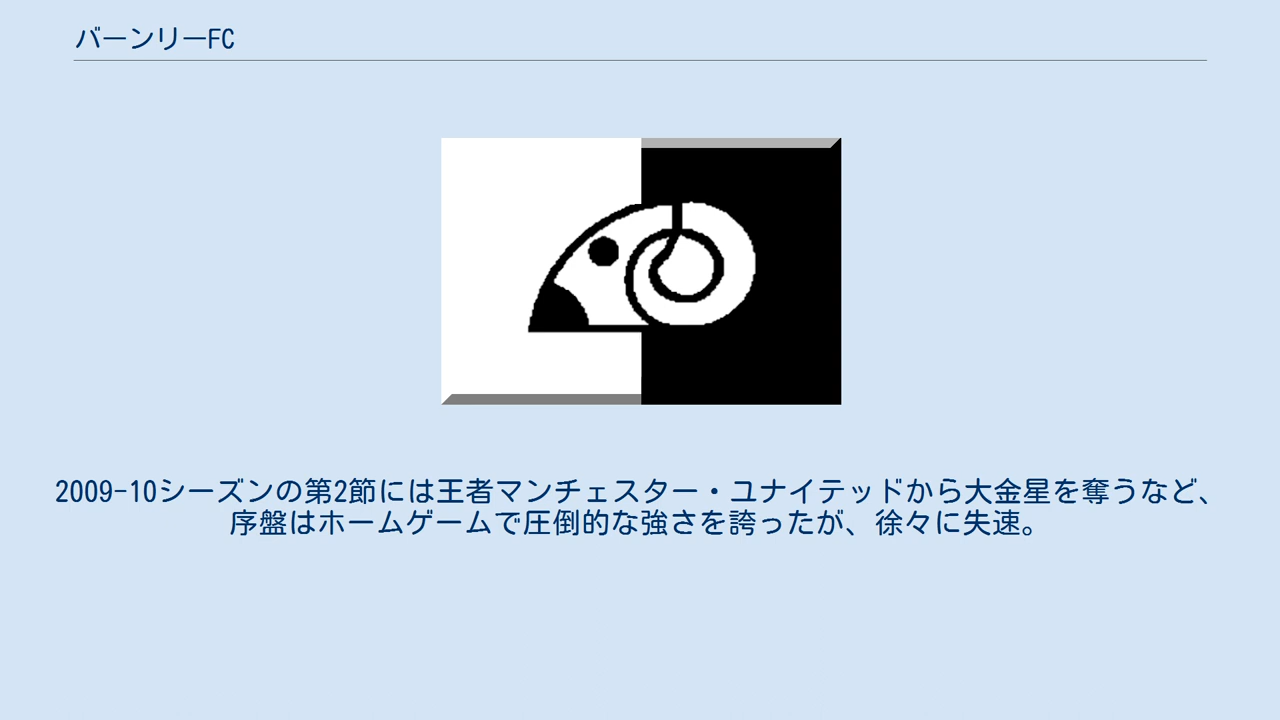 バーンリーFC
2009-10シーズンの第2節には王者マンチェスター・ユナイテッドから大金星を奪うなど、
序盤はホームゲームで圧倒的な強さを誇ったが、徐々に失速。